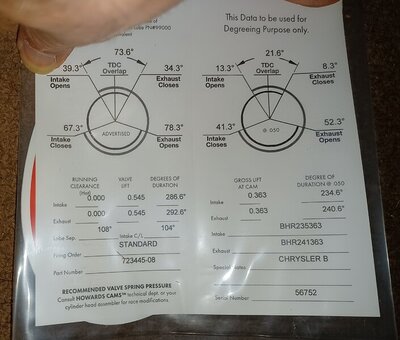 This Data to be used for
Degreeing Purpose only.
73.6°
39.3°
TDC
Overlap
34.3°
Intake
Opens
Exhaust
Closes
67.3°
ADVERTISED
78.3°
Intake
Closes
Exhaust
Opens
21.6°
13.3°
TDC
Overlap
8.3°
Intake
Opens
Exhaust
Closes
41.3°
@ .050
52.3°
Intake
Closes
Exhaust
Opens
RUNNING CLEARANCE (Hot) VALVE LIFT DEGREES OF DURATION
Intake 0.000 0.545 286.6°
Exhaust 0.000 0.545 292.6°
Lobe Sep. 108° Intake C/L 104°
Firing Order STANDARD
Part Number 723445-08
RECOMMENDED VALVE SPRING PRESSURE
Consult HOWARDS CAMS™ technical dept. or your
cylinder head assembler for race modifications.
GROSS LIFT AT CAM DEGREE OF DURATION @ .050
Intake 0.363 234.6°
Exhaust 0.363 240.6°
Intake BHR235363
Exhaust BHR241363
Special Notes CHRYSLER B
Serial Number 56752